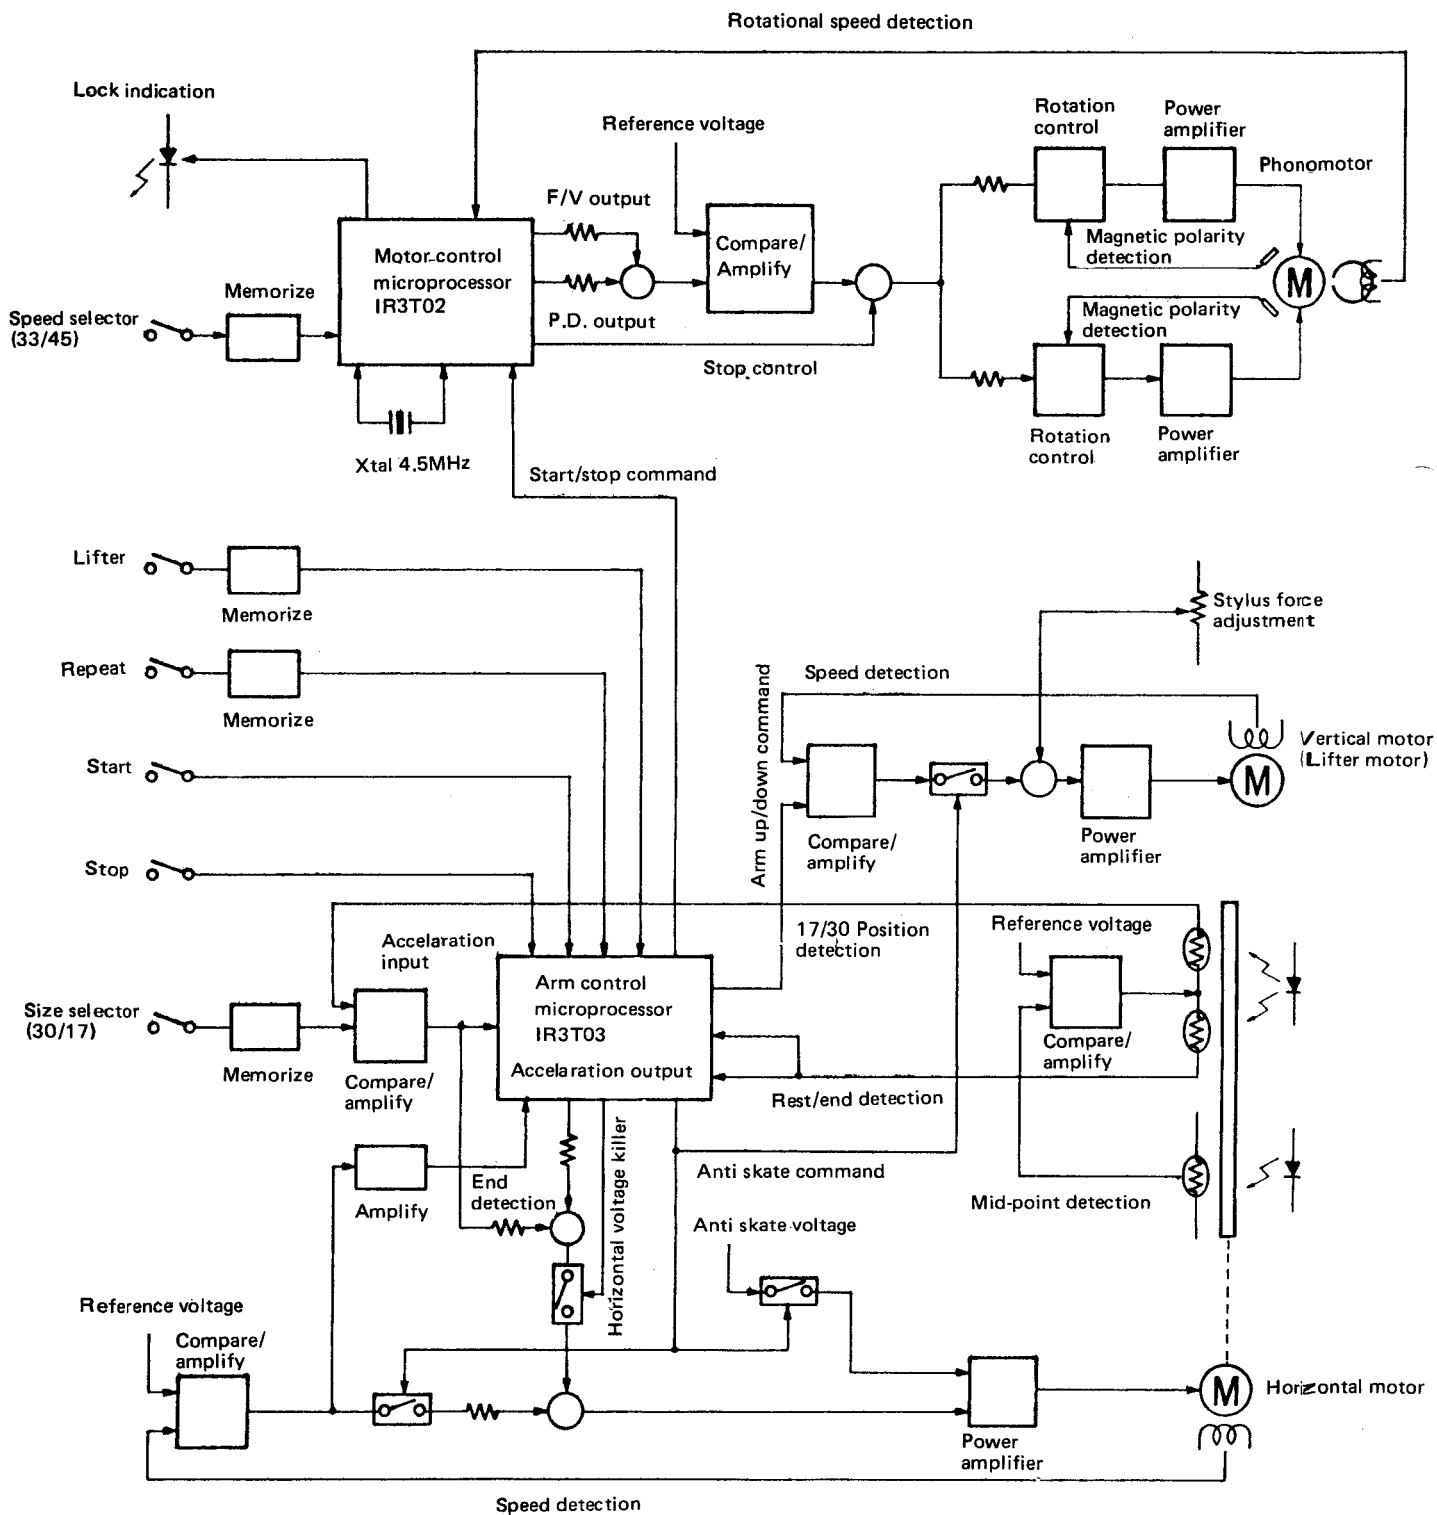 Rotational speed detection
Lock indication
Reference voltage
Rotation
control
Power
amplifier
Phonomotor
F/V output
Motor control
microprocessor
IR3T02
Compare/
Amplify
Magnetic polarity
detection
M
Memorize
Speed selector
(33/45)
P.D. output
Magnetic polarity
detection
Stop control
Xtal 4.5MHz
Rotation
control
Power
amplifier
Start/stop command
Lifter
Memorize
Stylus force
adjustment
Repeat
Memorize
Speed detection
Arm up/down command
Start
Vertical motor
(Lifter motor)
M
Compare/
amplify
Power
amplifier
Stop
17/30 Position
detection
Reference voltage
Accelaration
input
Arm control
microprocessor
IR3T03
Accelaration output
Size selector
(30/17)
Memorize
Compare/
amplify
Compare/
amplify
Rest/end detection
Horizontal voltage killer
Anti skate command
End
detection
Amplify
Mid-point detection
Anti skate voltage
Reference voltage
Compare/
amplify
M
Horizontal motor
Power
amplifier
Speed detection